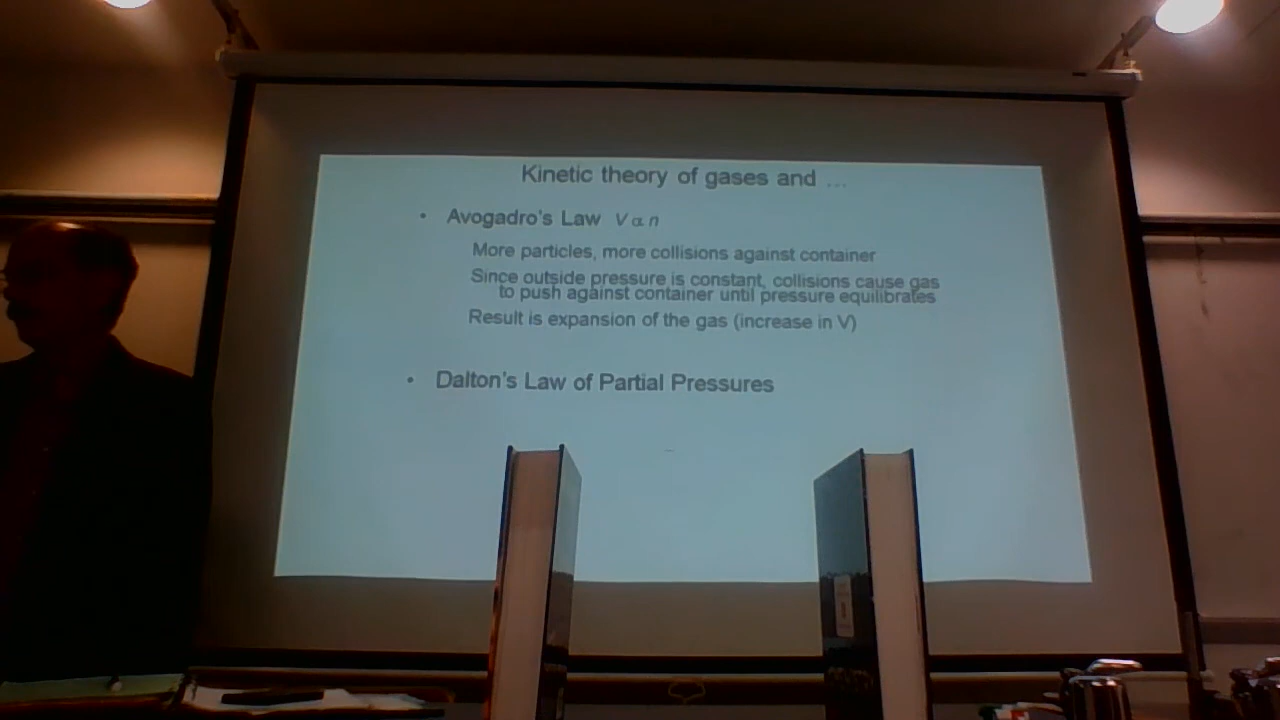 Kinetic theory of gases and ...
• Avogadro's Law V ∝ n
More particles, more collisions against container
Since outside pressure is constant, collisions cause gas
to push against container until pressure equilibrates
Result is expansion of the gas (increase in V)
• Dalton's Law of Partial Pressures